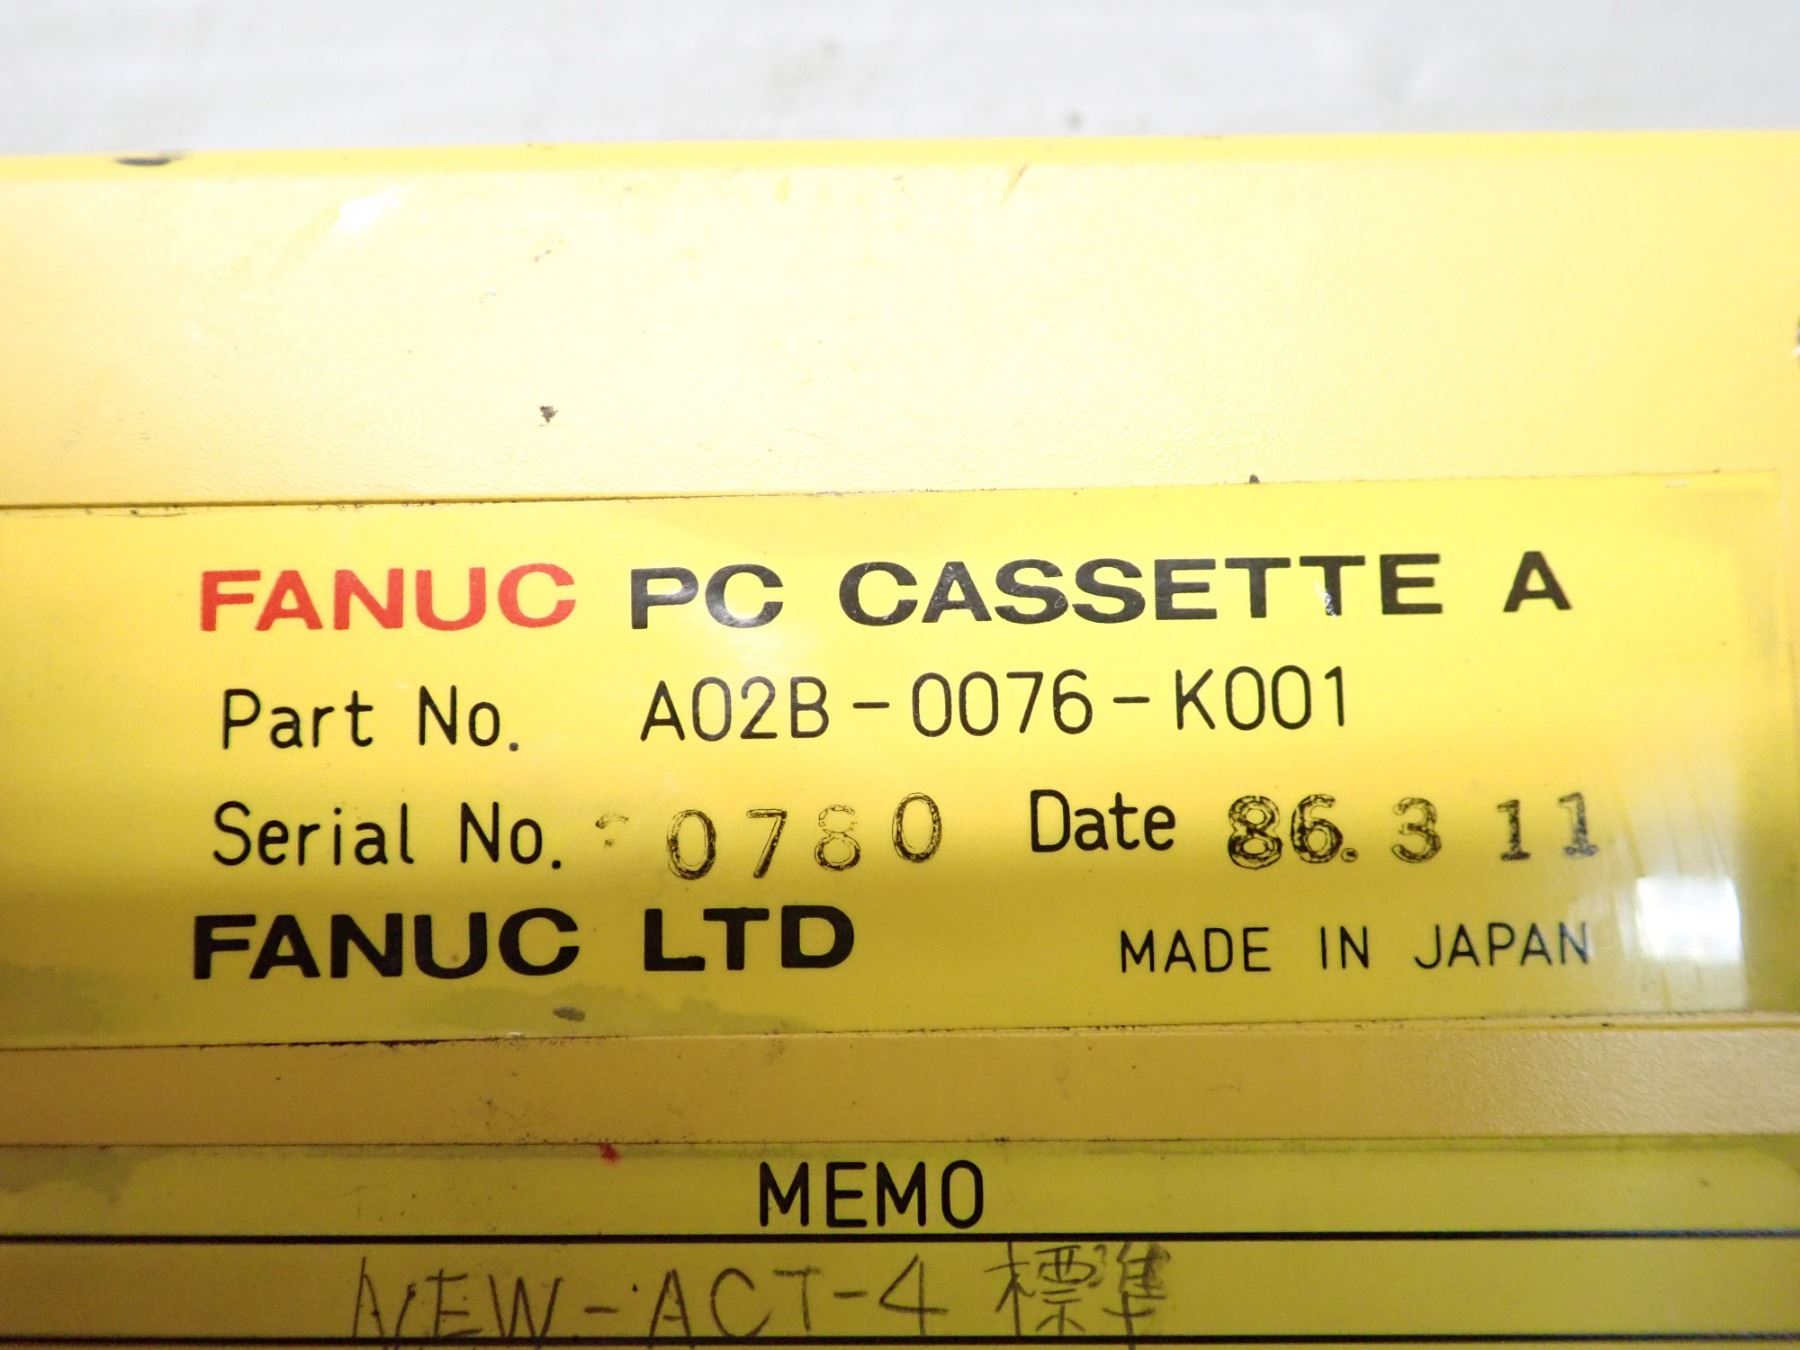 FANUC PC CASSETTE A
Part No. A02B-0076-K001
Serial No. 0780 Date 86.3 11
FANUC LTD MADE IN JAPAN
MEMO
NEW-ACT-4 標準